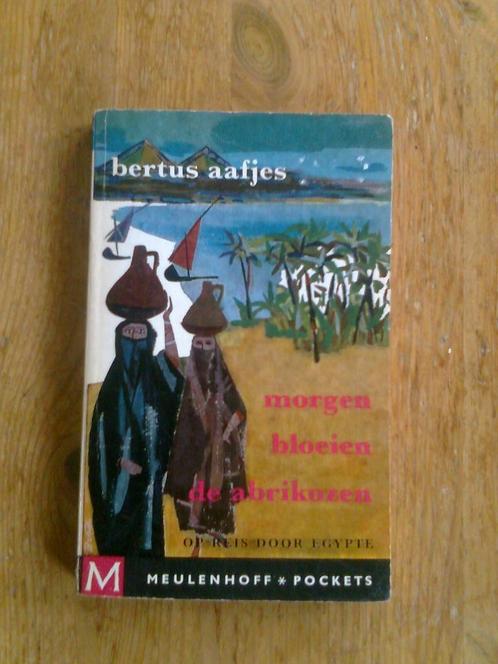 bertus aafjes
morgen
bloeien
de abrikozen
OP REIS DOOR EGYPTE
M MEULENHOFF * POCKETS